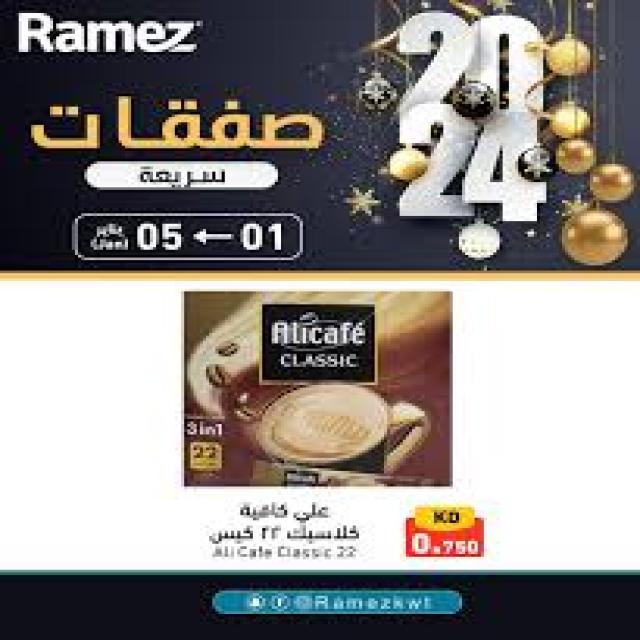 Ramez
2024
صفقات
سريعة
01 ← 05 يناير
Alicafé
CLASSIC
3in1
22
علي كافية
كلاسيك ٢٢ كيس
Ali Cafe Classic 22
KD
0.750
@Ramezkwt